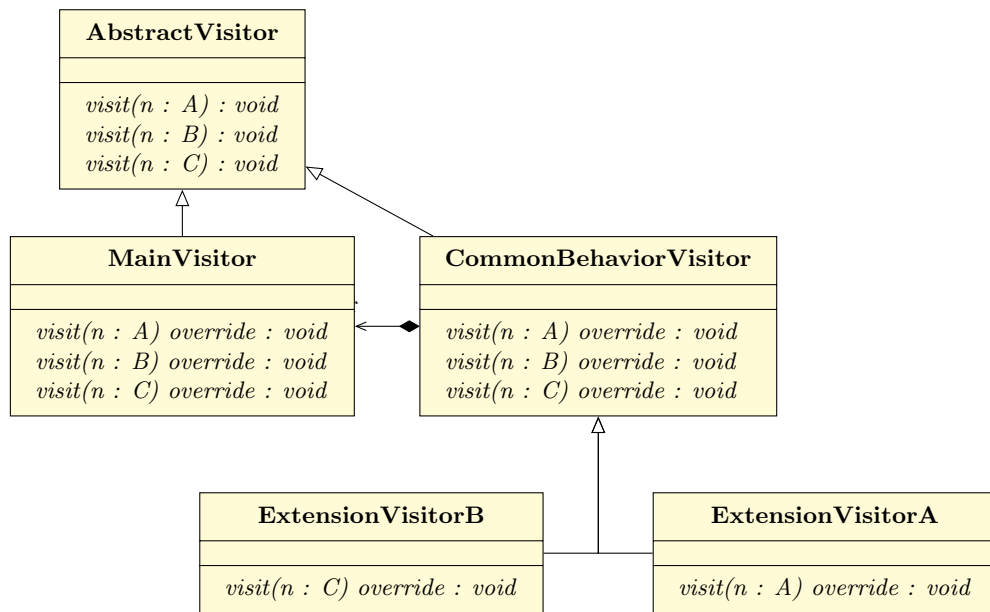 AbstractVisitor
visit(n : A) : void
visit(n : B) : void
visit(n : C) : void
MainVisitor
visit(n : A) override : void
visit(n : B) override : void
visit(n : C) override : void
CommonBehaviorVisitor
visit(n : A) override : void
visit(n : B) override : void
visit(n : C) override : void
ExtensionVisitorB
visit(n : C) override : void
ExtensionVisitorA
visit(n : A) override : void